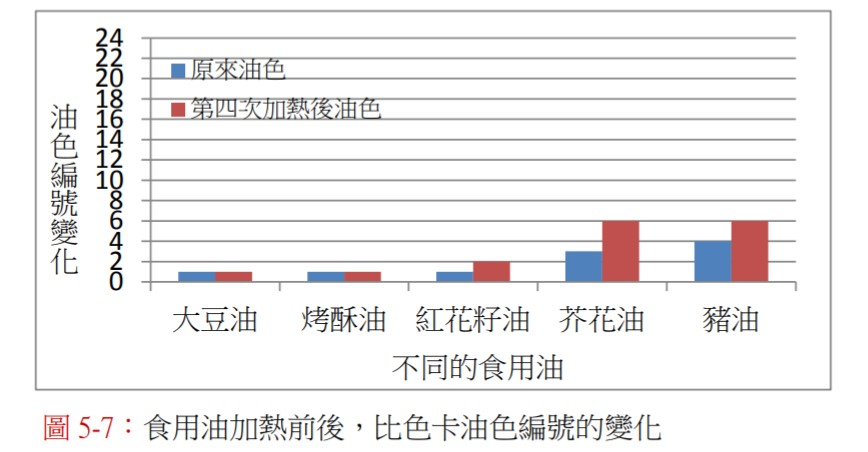 24
22
20
18
16
14
12
10
8
6
4
2
0
原來油色
第四次加熱後油色
油色編號變化
大豆油 烤酥油 紅花籽油 芥花油 豬油
不同的食用油
圖 5-7：食用油加熱前後，比色卡油色編號的變化